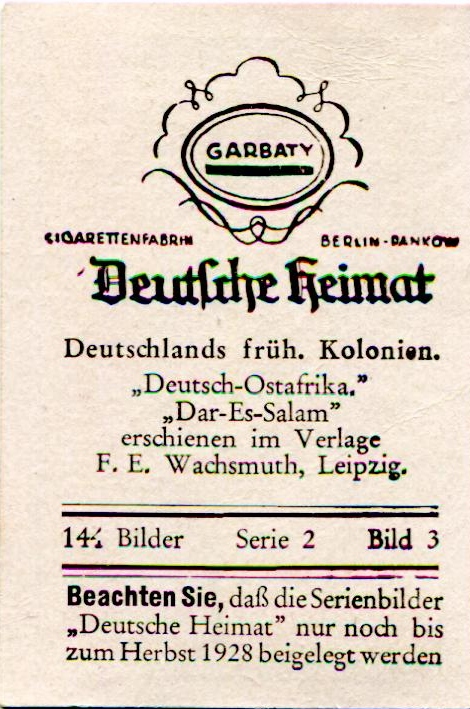 GARBATY
CIGARETTENFABRIK BERLIN-PANKOW
Deutsche Heimat
Deutschlands früh. Kolonien.
„Deutsch-Ostafrika.”
„Dar-Es-Salam”
erschienen im Verlage
F. E. Wachsmuth, Leipzig.
144 Bilder Serie 2 Bild 3
Beachten Sie, daß die Serienbilder
„Deutsche Heimat” nur noch bis
zum Herbst 1928 beigelegt werden